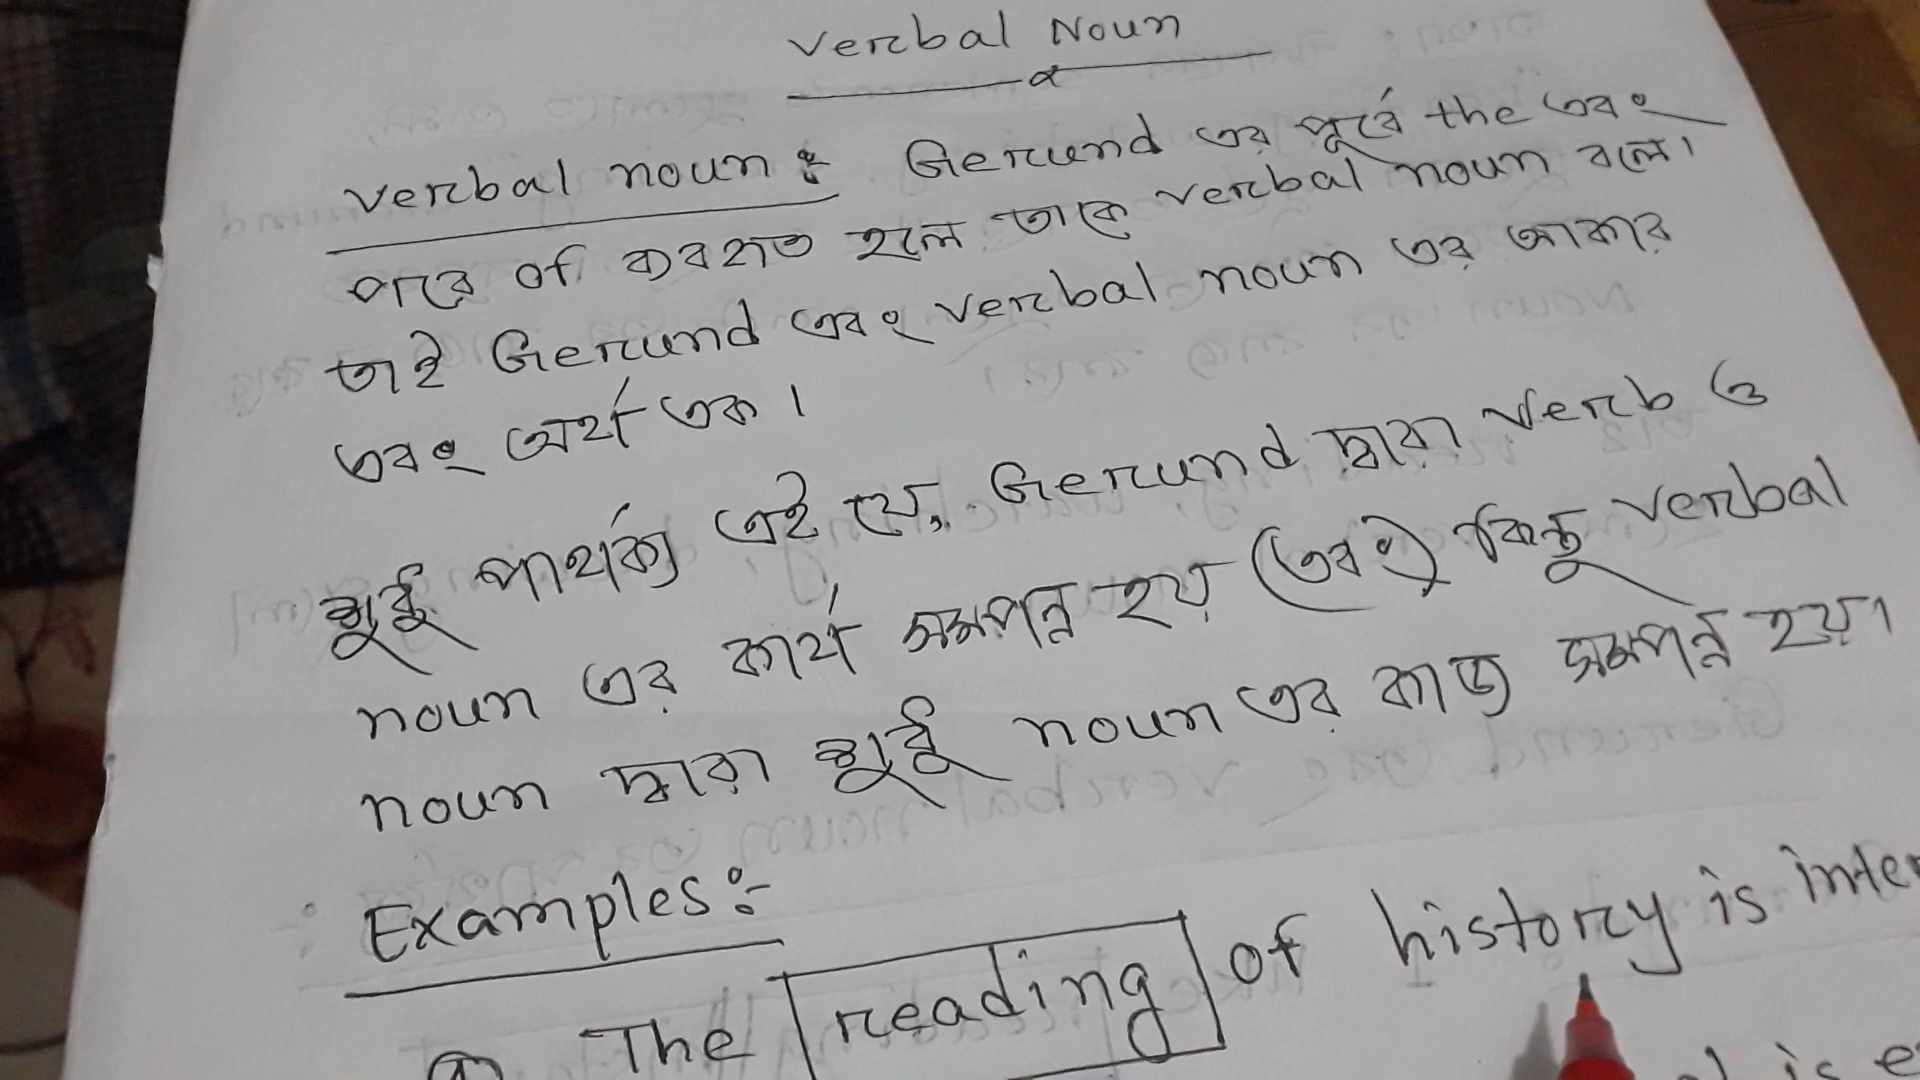 Verbal Noun
Verbal noun : Gerund এর পূর্বে the এবং
পরে of ব্যবহৃত হলে তাকে verbal noun বলে।
তাই Gerund এবং verbal noun এর আকার
এবং অর্থ এক।
শুধু পার্থক্য এই যে, Gerund দ্বারা Verb ও
noun এর কার্য সম্পন্ন হয় (এবং) কিন্তু verbal
noun দ্বারা শুধু noun এর কাজ সম্পন্ন হয়।
Examples :-
The reading of history is inte
is e